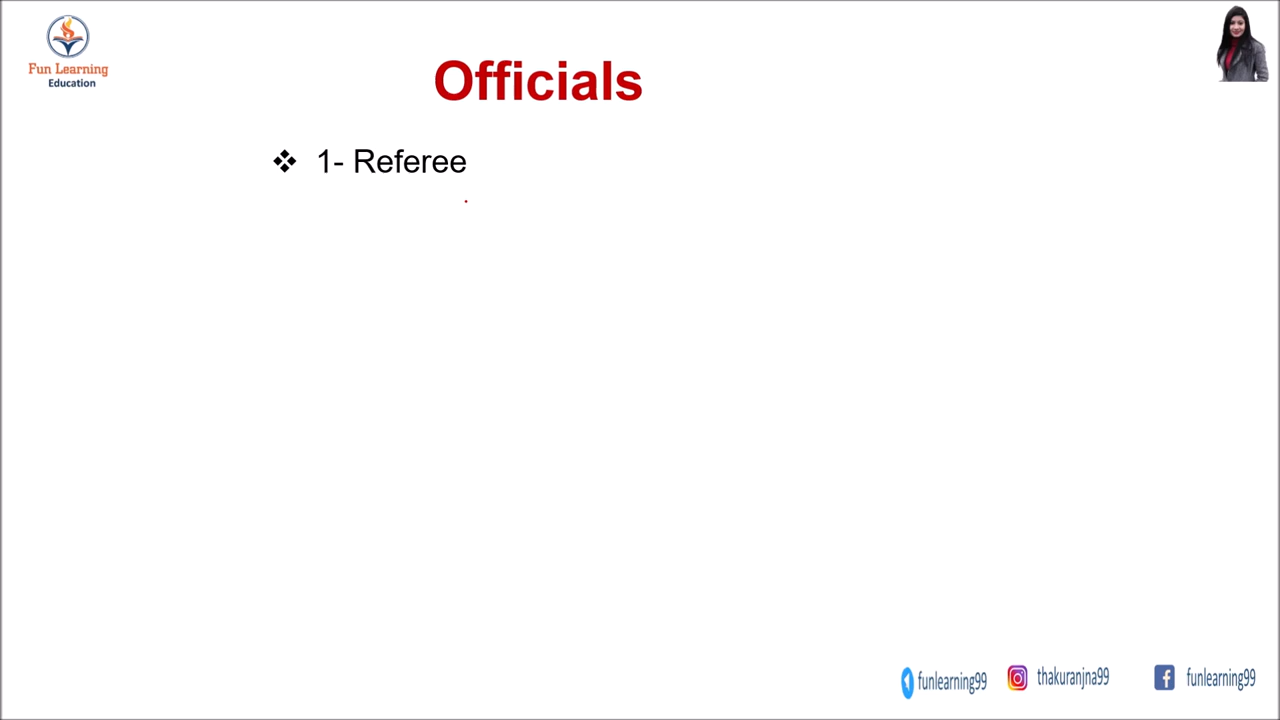 Fun Learning
Education
Officials
❖ 1- Referee
funlearning99
thakuranjna99
funlearning99